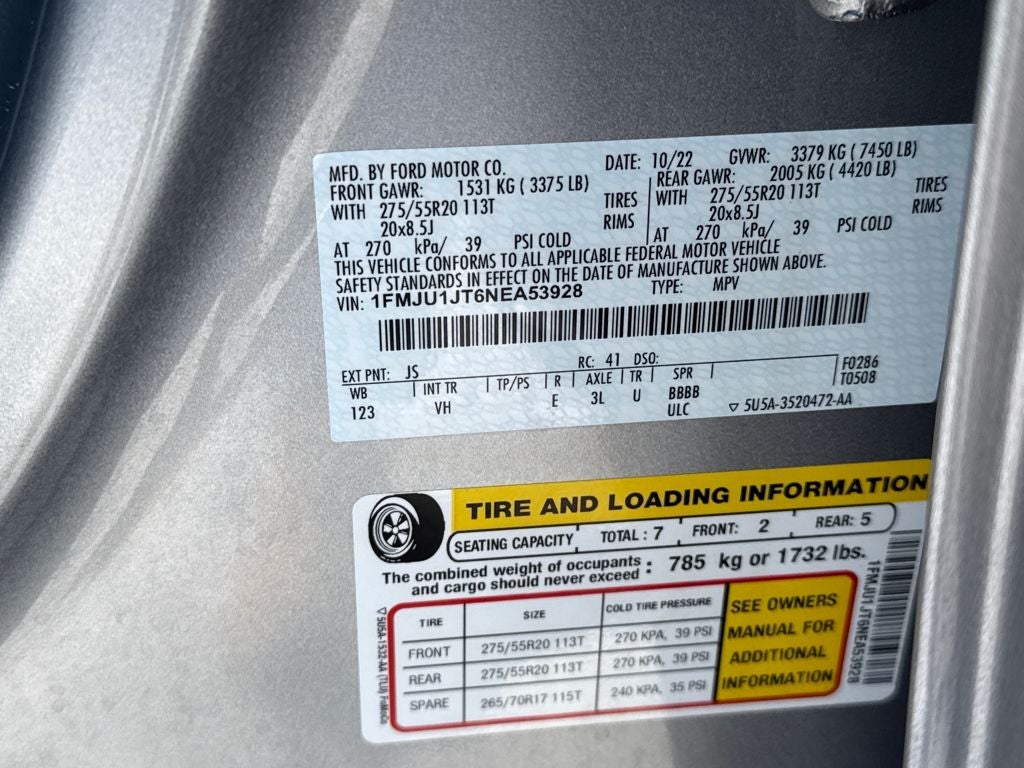 MFD. BY FORD MOTOR CO. DATE: 10/22 GVWR: 3379 KG ( 7450 LB)
FRONT GAWR: 1531 KG ( 3375 LB) REAR GAWR: 2005 KG ( 4420 LB)
WITH 275/55R20 113T TIRES WITH 275/55R20 113T TIRES
20x8.5J RIMS 20x8.5J RIMS
AT 270 kPa/ 39 PSI COLD AT 270 kPa/ 39 PSI COLD
THIS VEHICLE CONFORMS TO ALL APPLICABLE FEDERAL MOTOR VEHICLE
SAFETY STANDARDS IN EFFECT ON THE DATE OF MANUFACTURE SHOWN ABOVE.
VIN: 1FMJU1JT6NEA53928 TYPE: MPV
EXT PNT: JS RC: 41 DSO: F0286
WB INT TR TP/PS R AXLE TR SPR T0508
123 VH E 3L U BBBB
ULC 5U5A-3520472-AA
TIRE AND LOADING INFORMATION
SEATING CAPACITY TOTAL : 7 FRONT: 2 REAR: 5
The combined weight of occupants and cargo should never exceed : 785 kg or 1732 lbs.
TIRE SIZE COLD TIRE PRESSURE
FRONT 275/55R20 113T 270 KPA, 39 PSI
REAR 275/55R20 113T 270 KPA, 39 PSI
SPARE 265/70R17 115T 240 KPA, 35 PSI
SEE OWNERS
MANUAL FOR
ADDITIONAL
INFORMATION
1FMJU1JT6NEA53928
5U5A-1532-AA (TLU) FoMoCo